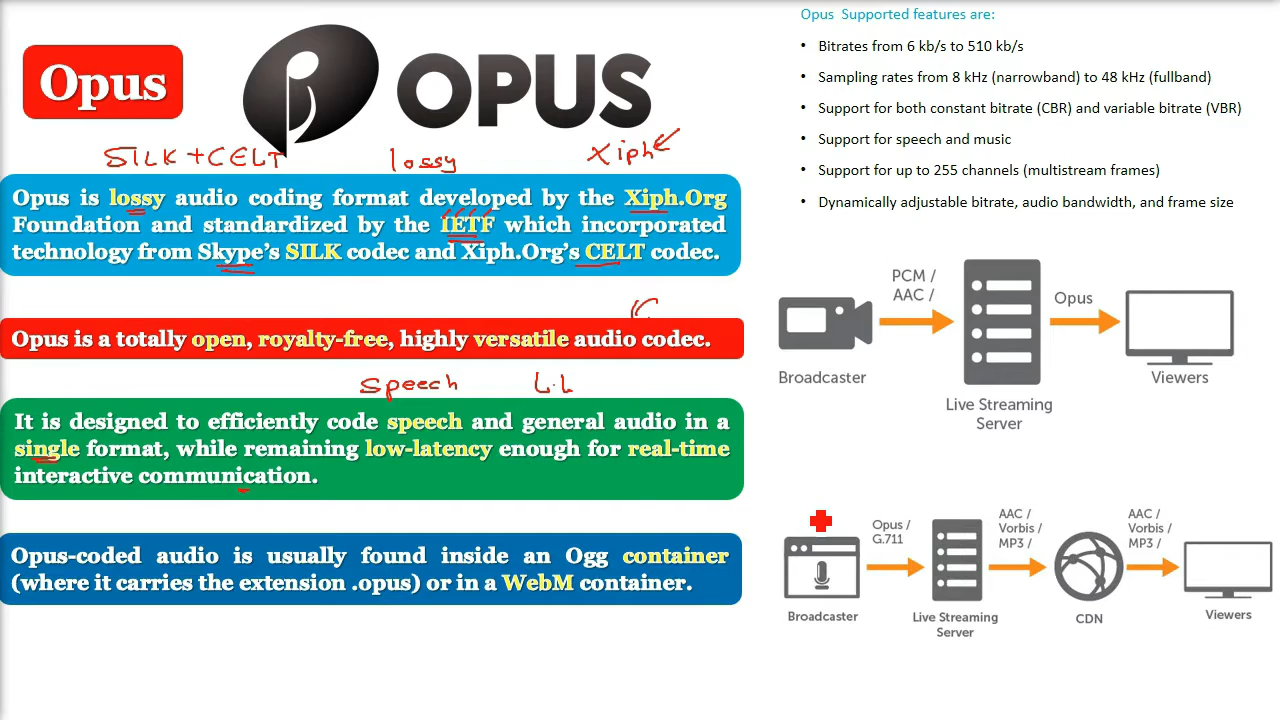 Opus
OPUS
SILK + CELT
lossy
Xiph
Opus is lossy audio coding format developed by the Xiph.Org
Foundation and standardized by the IETF which incorporated
technology from Skype's SILK codec and Xiph.Org's CELT codec.
Opus is a totally open, royalty-free, highly versatile audio codec.
speech
L.L
It is designed to efficiently code speech and general audio in a
single format, while remaining low-latency enough for real-time
interactive communication.
Opus-coded audio is usually found inside an Ogg container
(where it carries the extension .opus) or in a WebM container.
Opus Supported features are:
• Bitrates from 6 kb/s to 510 kb/s
• Sampling rates from 8 kHz (narrowband) to 48 kHz (fullband)
• Support for both constant bitrate (CBR) and variable bitrate (VBR)
• Support for speech and music
• Support for up to 255 channels (multistream frames)
• Dynamically adjustable bitrate, audio bandwidth, and frame size
PCM /
AAC /
Opus
Broadcaster
Live Streaming
Server
Viewers
Opus /
G.711
AAC /
Vorbis /
MP3 /
AAC /
Vorbis /
MP3 /
Broadcaster
Live Streaming
Server
CDN
Viewers